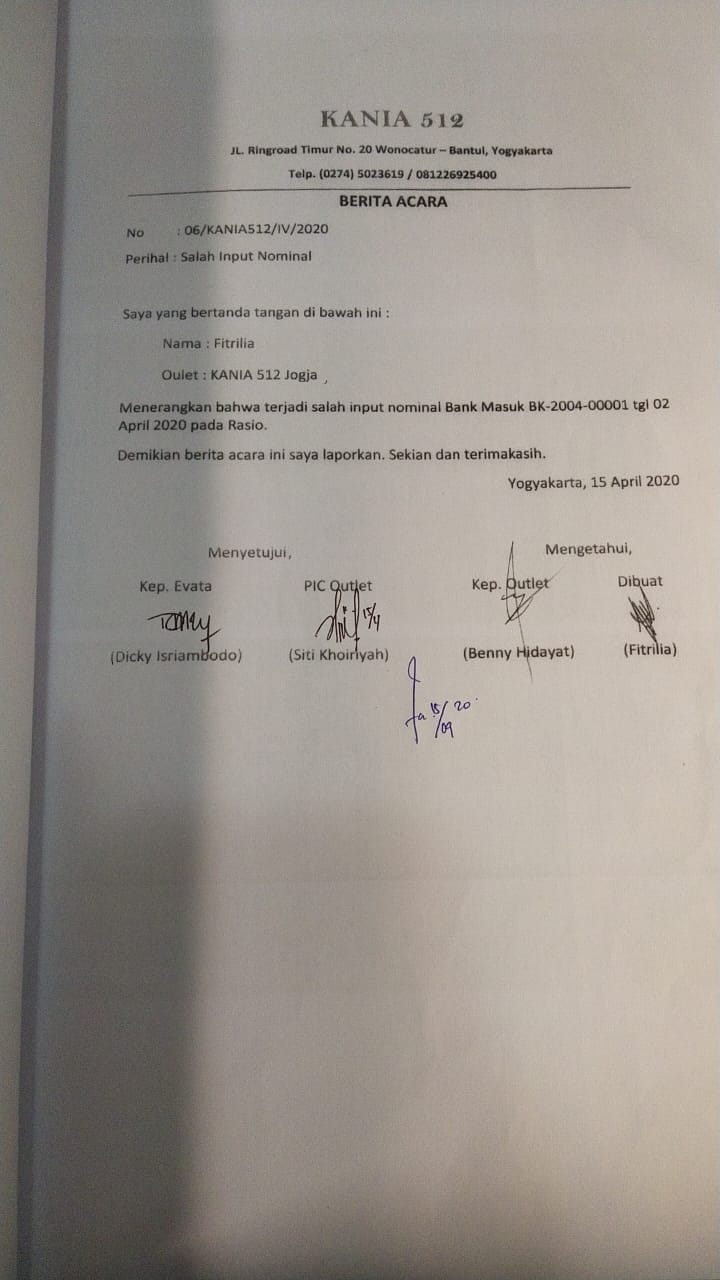 KANIA 512
JL. Ringroad Timur No. 20 Wonocatur – Bantul, Yogyakarta
Telp. (0274) 5023619 / 081226925400
BERITA ACARA
No : 06/KANIA512/IV/2020
Perihal : Salah Input Nominal
Saya yang bertanda tangan di bawah ini :
Nama : Fitrilia
Oulet : KANIA 512 Jogja ,
Menerangkan bahwa terjadi salah input nominal Bank Masuk BK-2004-00001 tgl 02
April 2020 pada Rasio.
Demikian berita acara ini saya laporkan. Sekian dan terimakasih.
Yogyakarta, 15 April 2020
Menyetujui, Mengetahui,
Kep. Evata PIC Outlet Kep. Outlet Dibuat
15/4
(Dicky Isriambodo) (Siti Khoiriyah) (Benny Hidayat) (Fitrilia)
15/09 20